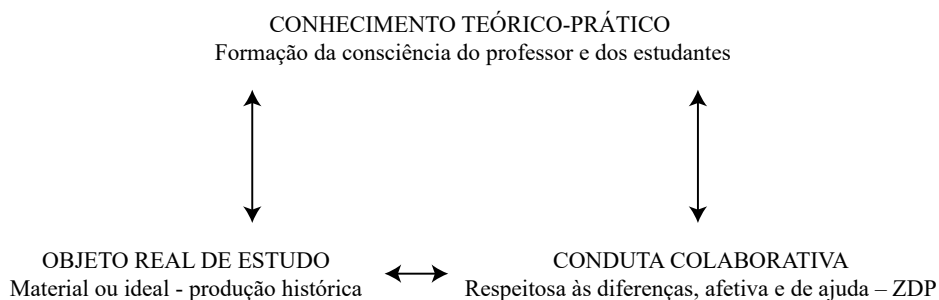 CONHECIMENTO TEÓRICO-PRÁTICO
Formação da consciência do professor e dos estudantes
OBJETO REAL DE ESTUDO
Material ou ideal - produção histórica
CONDUTA COLABORATIVA
Respeitosa às diferenças, afetiva e de ajuda – ZDP